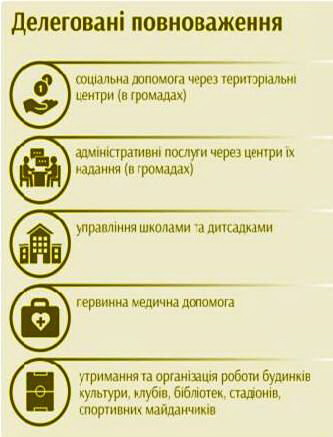 Делеговані повноваження
соціальна допомога через територіальні
центри (в громадах)
адміністративні послуги через центри їх
надання (в громадах)
управління школами та дитсадками
первинна медична допомога
утримання та організація роботи будинків
культури, клубів, бібліотек, стадіонів,
спортивних майданчиків